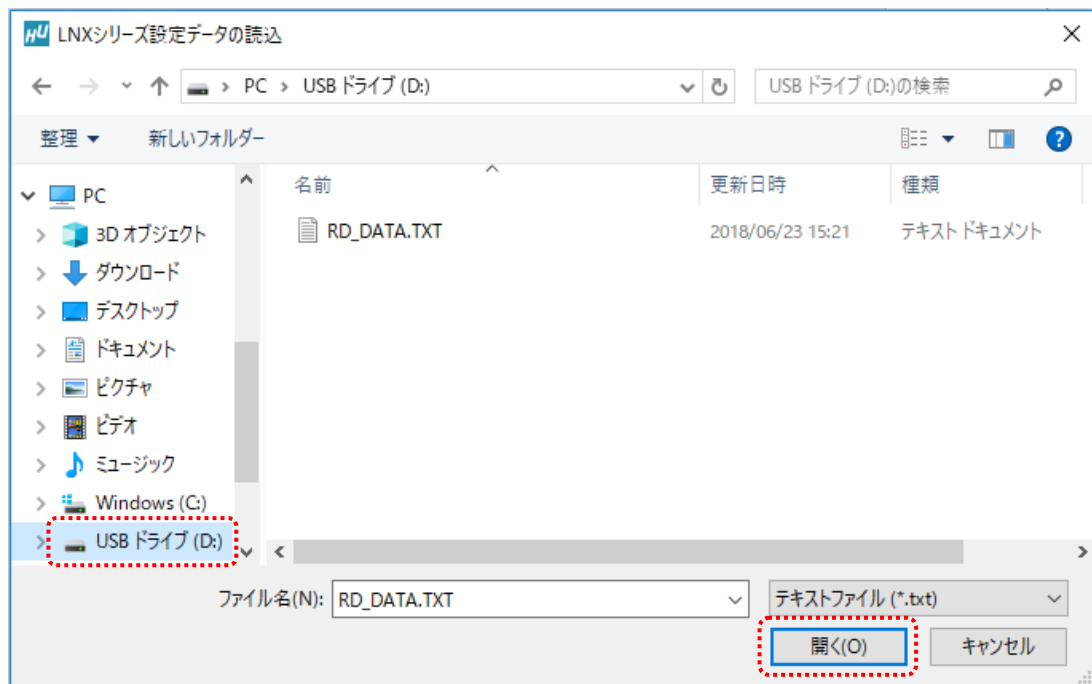 HU LNXシリーズ設定データの読込
PC > USB ドライブ (D:) USB ドライブ (D:)の検索
整理 新しいフォルダー ?
PC 名前 更新日時 種類
3D オブジェクト RD_DATA.TXT 2018/06/23 15:21 テキスト ドキュメント
ダウンロード
デスクトップ
ドキュメント
ピクチャ
ビデオ
ミュージック
Windows (C:)
USB ドライブ (D:)
ファイル名(N): RD_DATA.TXT テキストファイル (*.txt)
開く(O) キャンセル